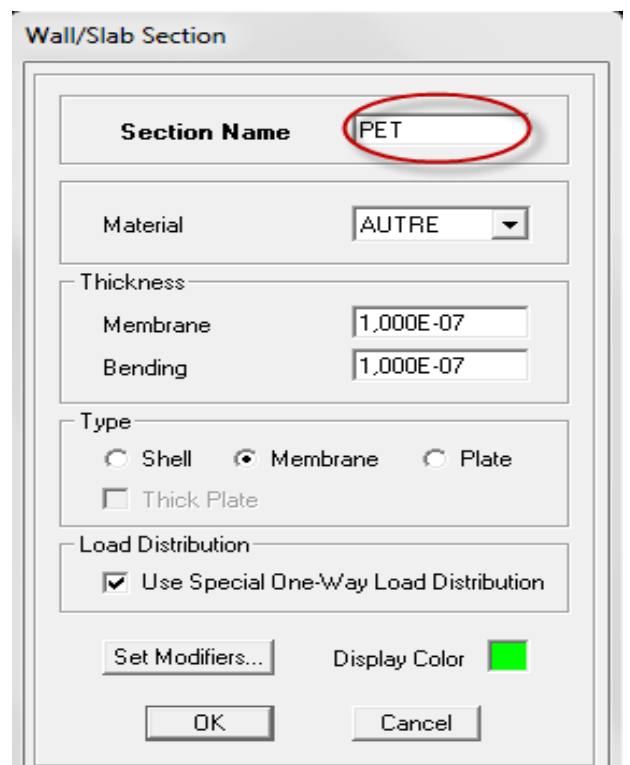 Wall/Slab Section
Section Name PET
Material AUTRE
Thickness
Membrane 1,000E-07
Bending 1,000E-07
Type
Shell Membrane Plate
Thick Plate
Load Distribution
Use Special One-Way Load Distribution
Set Modifiers... Display Color
OK Cancel